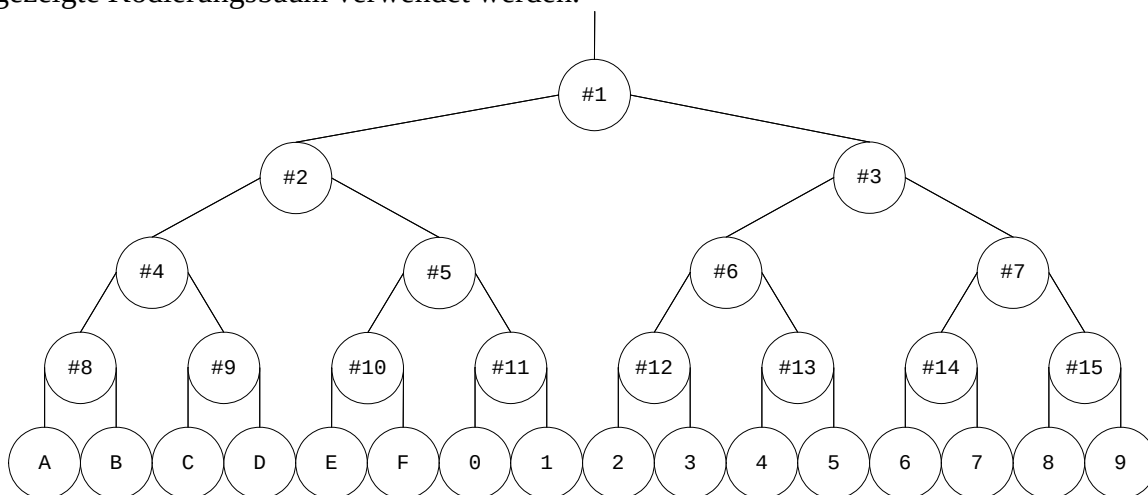 gezeigte Kodierungsbaum verwendet werden.
#1
#2 #3
#4 #5 #6 #7
#8 #9 #10 #11 #12 #13 #14 #15
A B C D E F 0 1 2 3 4 5 6 7 8 9